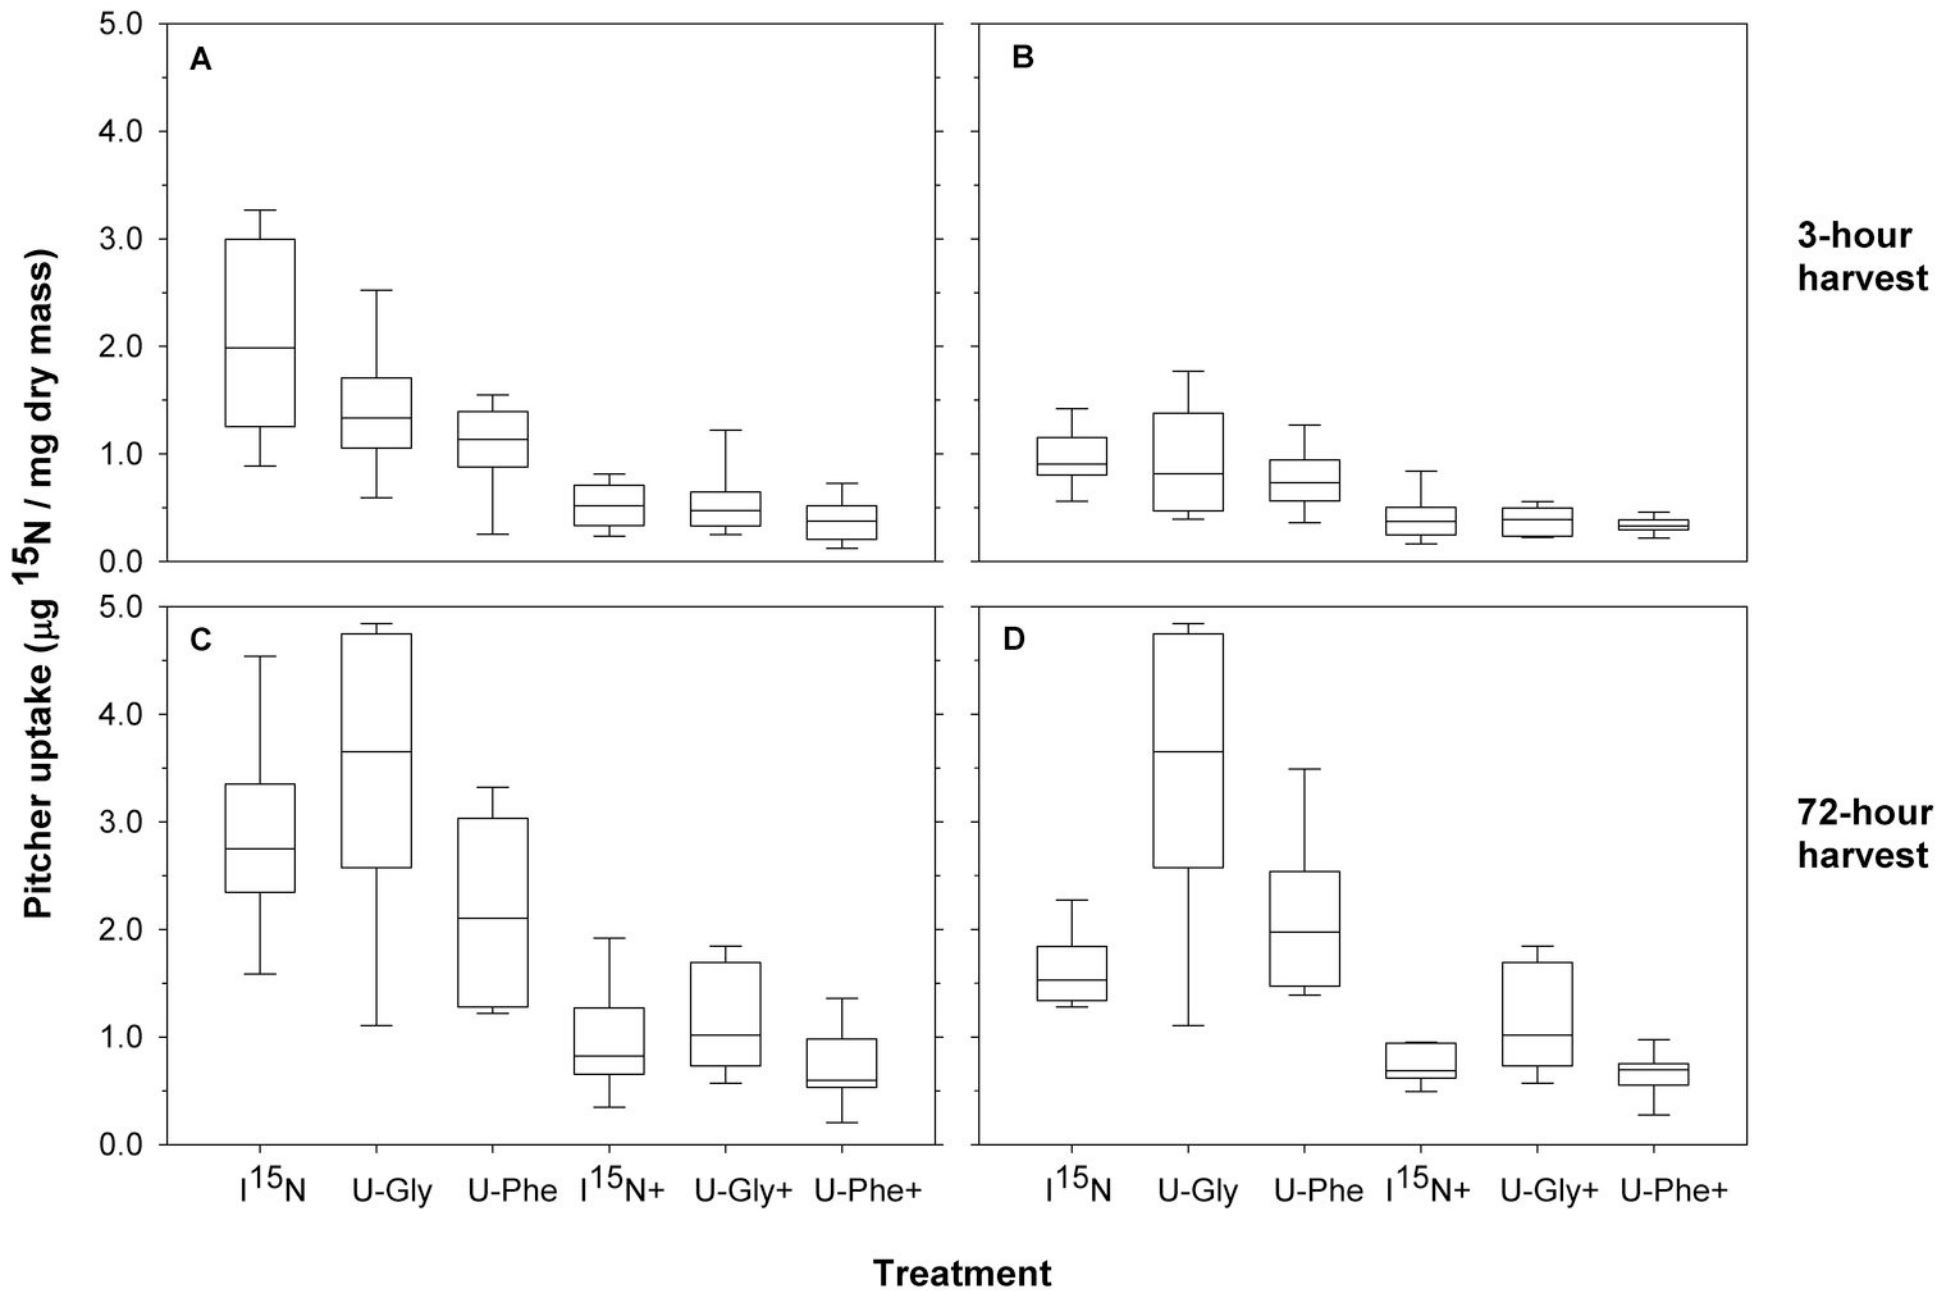 A
B
5.0
4.0
3.0
2.0
1.0
0.0
3-hour
harvest
Pitcher uptake (μg ¹⁵N / mg dry mass)
C
D
5.0
4.0
3.0
2.0
1.0
0.0
72-hour
harvest
I¹⁵N U-Gly U-Phe I¹⁵N+ U-Gly+ U-Phe+
I¹⁵N U-Gly U-Phe I¹⁵N+ U-Gly+ U-Phe+
Treatment